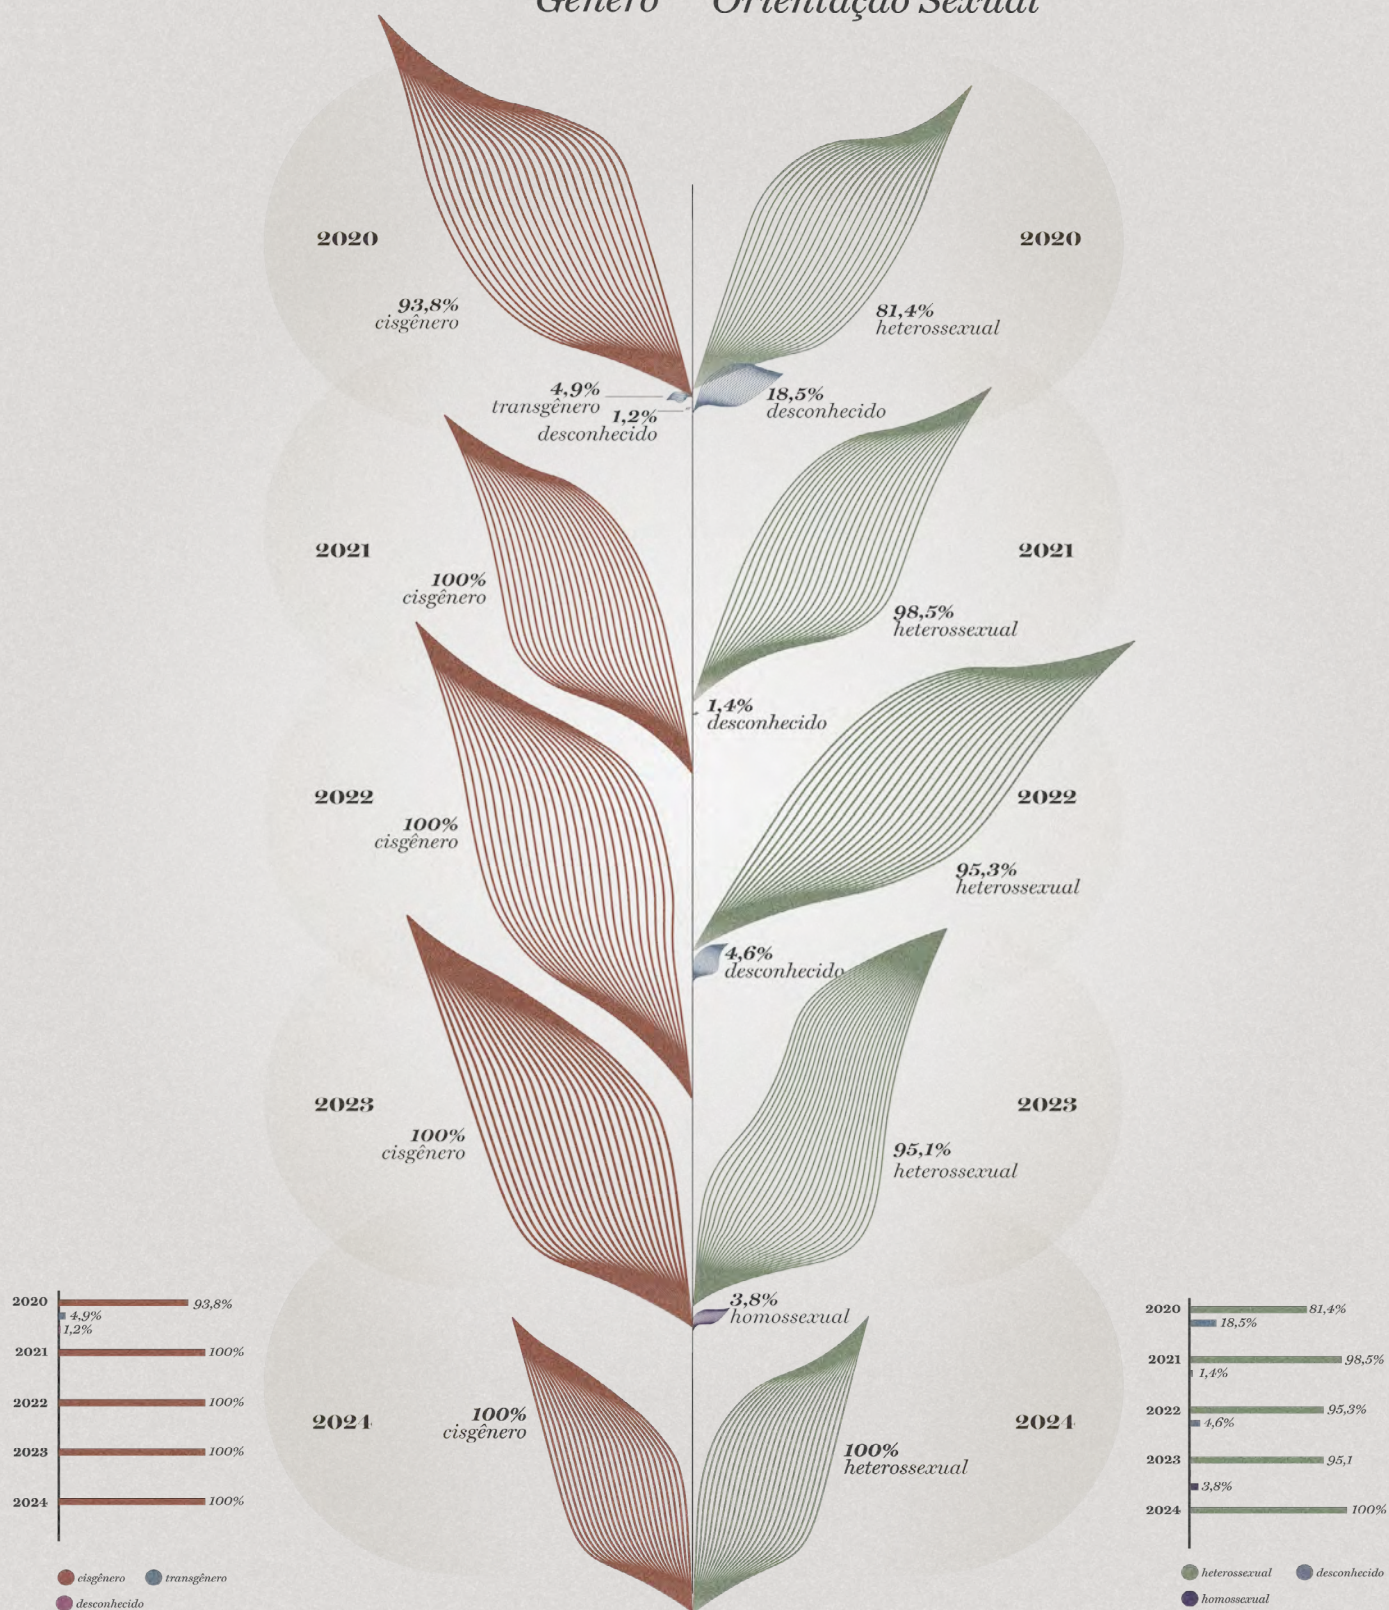 Gênero
Orientação Sexual
2020
2020
93,8%
cisgênero
81,4%
heterossexual
4,9%
transgênero
1,2%
desconhecido
18,5%
desconhecido
2021
2021
100%
cisgênero
98,5%
heterossexual
1,4%
desconhecido
2022
2022
100%
cisgênero
95,3%
heterossexual
4,6%
desconhecido
2023
2023
100%
cisgênero
95,1%
heterossexual
3,8%
homossexual
2024
2024
100%
cisgênero
100%
heterossexual
2020
93,8%
4,9%
1,2%
2021
100%
2022
100%
2023
100%
2024
100%
cisgênero
transgênero
desconhecido
2020
81,4%
18,5%
2021
98,5%
1,4%
2022
95,3%
4,6%
2023
95,1
3,8%
2024
100%
heterossexual
desconhecido
homossexual